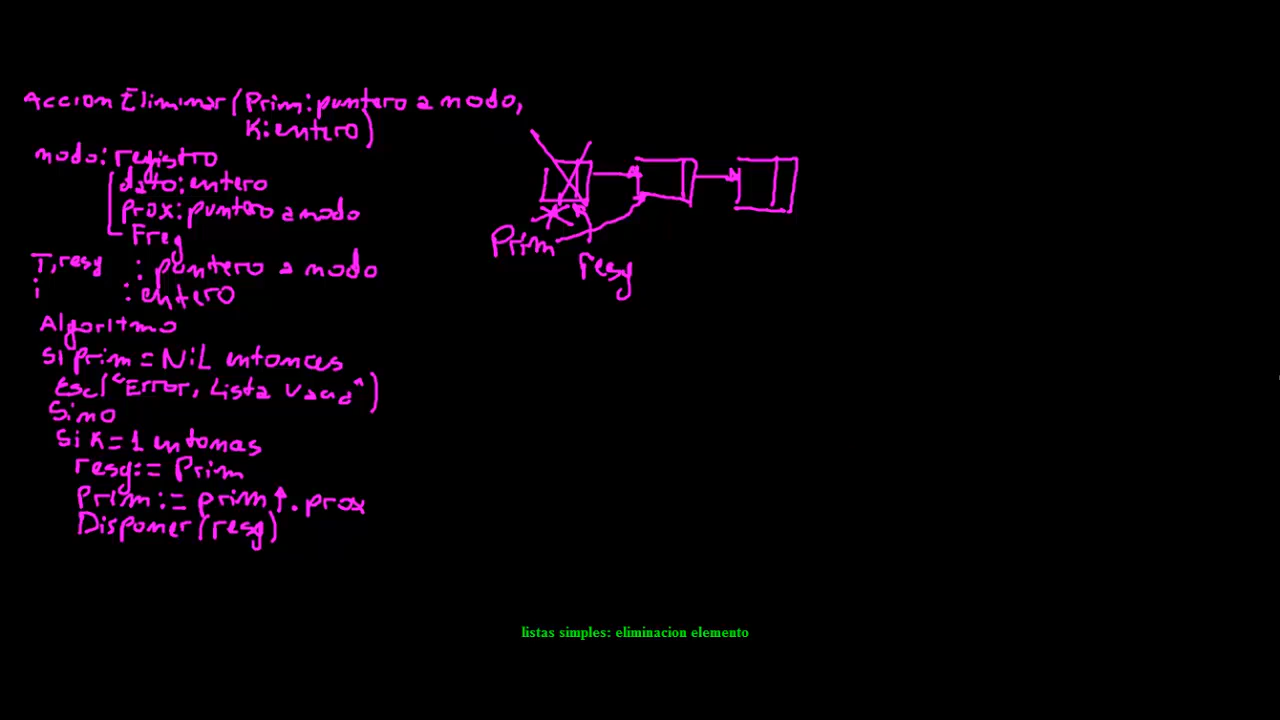 Accion Eliminar (Prim: puntero a nodo,
K: entero)
nodo: registro
dato: entero
prox: puntero a nodo
Freg
T, resg : puntero a nodo
i : entero
Algoritmo
Si prim = NiL entonces
Esc("Error, Lista Vacia")
Sino
Si K = 1 entonces
resg := Prim
Prim := prim↑. prox
Disponer (resg)
Prim
resg
listas simples: eliminacion elemento